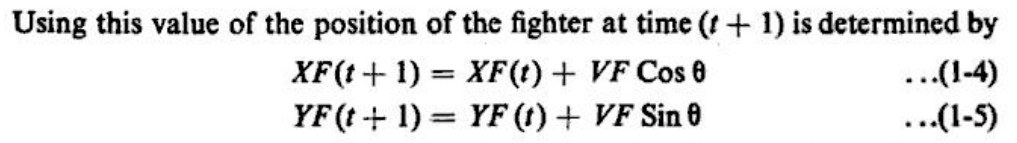 Using this value of the position of the fighter at time (t + 1) is determined by
XF(t + 1) = XF(t) + VF Cos θ ...(1-4)
YF(t + 1) = YF (t) + VF Sin θ ...(1-5)